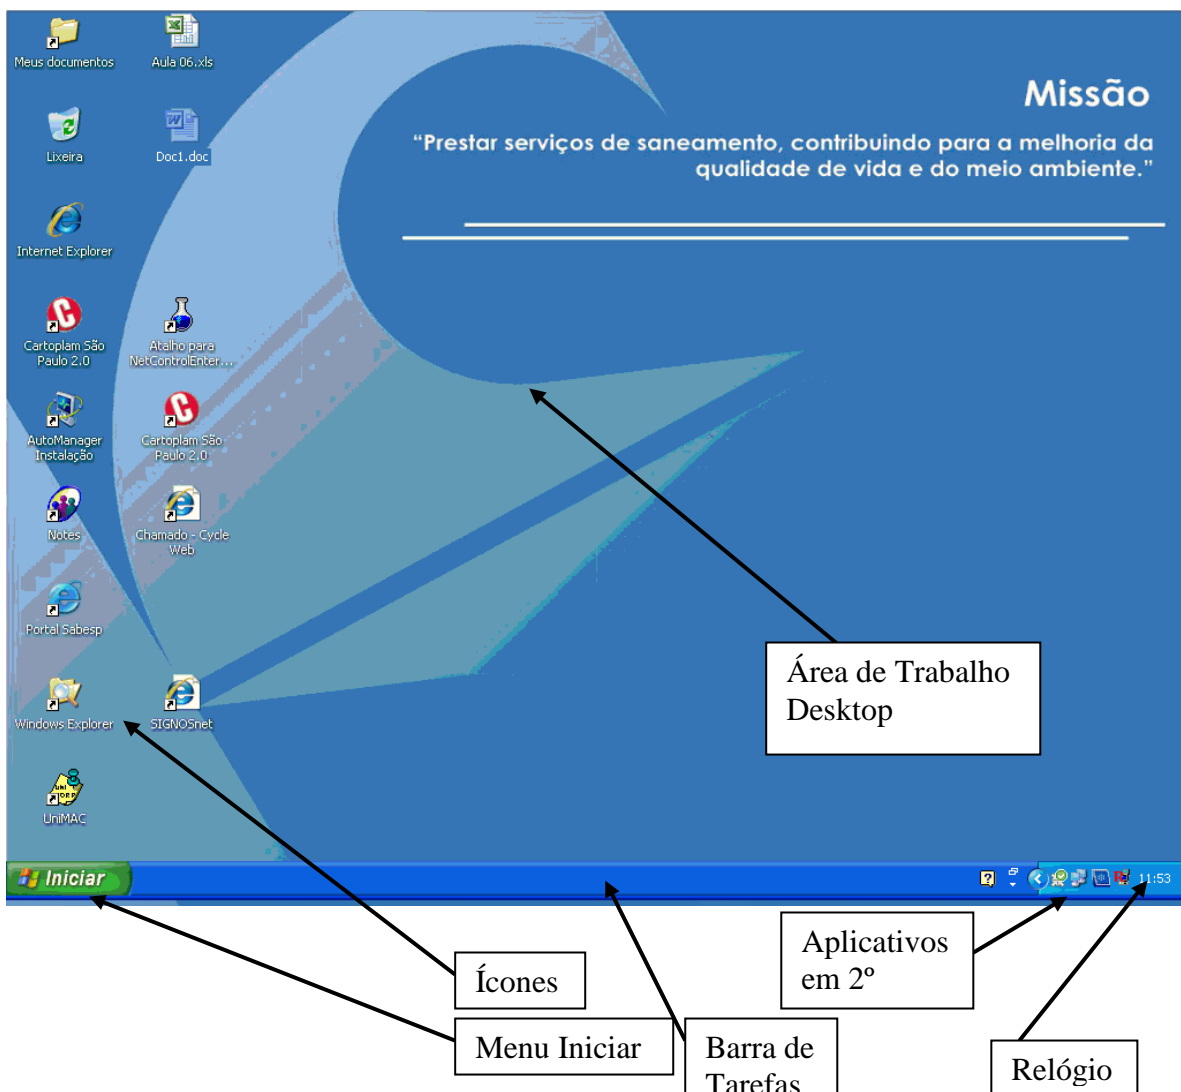 Meus documentos
Aula 06.xls
Missão
“Prestar serviços de saneamento, contribuindo para a melhoria da
qualidade de vida e do meio ambiente.”
Lixeira
Doc1.doc
Internet Explorer
Cartoplam São
Paulo 2.0
Atalho para
NetControlEnter...
AutoManager
Instalação
Cartoplam São
Paulo 2.0
Notes
Chamado - Cycle
Web
Portal Sabesp
Windows Explorer
SIGNOSnet
UniMAC
Área de Trabalho
Desktop
Iniciar
11:53
Ícones
Aplicativos
em 2º
Menu Iniciar
Barra de
Tarefas
Relógio